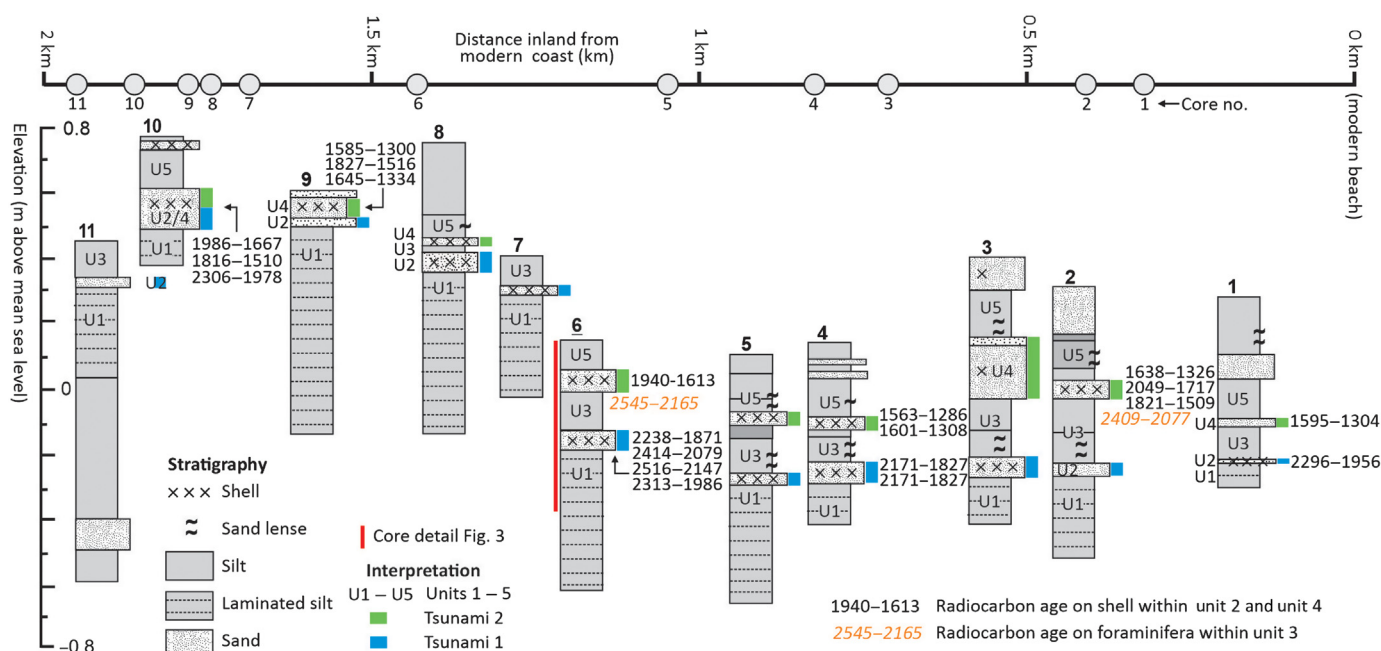 2 km
1.5 km
Distance inland from
modern coast (km)
1 km
0.5 km
0 km
(modern beach)
11
10
9
8
7
6
5
4
3
2
1
Core no.
Elevation (m above mean sea level)
0.8
0
–0.8
11
U3
U2
U1
10
U5
U2/4
U1
1986–1667
1816–1510
2306–1978
9
U4
U2
U1
1585–1300
1827–1516
1645–1334
8
U5
U4
U3
U2
U1
7
U3
U1
6
U5
1940-1613
2545–2165
U3
2238–1871
2414–2079
2516–2147
2313–1986
U1
5
U5
U3
U1
4
U5
1563–1286
1601–1308
U3
2171–1827
2171–1827
U1
3
U5
U4
U3
U1
2
U5
1638–1326
2049–1717
1821–1509
2409–2077
U3
U2
U1
1
U5
U4
1595–1304
U3
U2
2296–1956
U1
Stratigraphy
Shell
Sand lense
Silt
Laminated silt
Sand
Core detail Fig. 3
Interpretation
U1 – U5 Units 1 – 5
Tsunami 2
Tsunami 1
1940–1613 Radiocarbon age on shell within unit 2 and unit 4
2545–2165 Radiocarbon age on foraminifera within unit 3